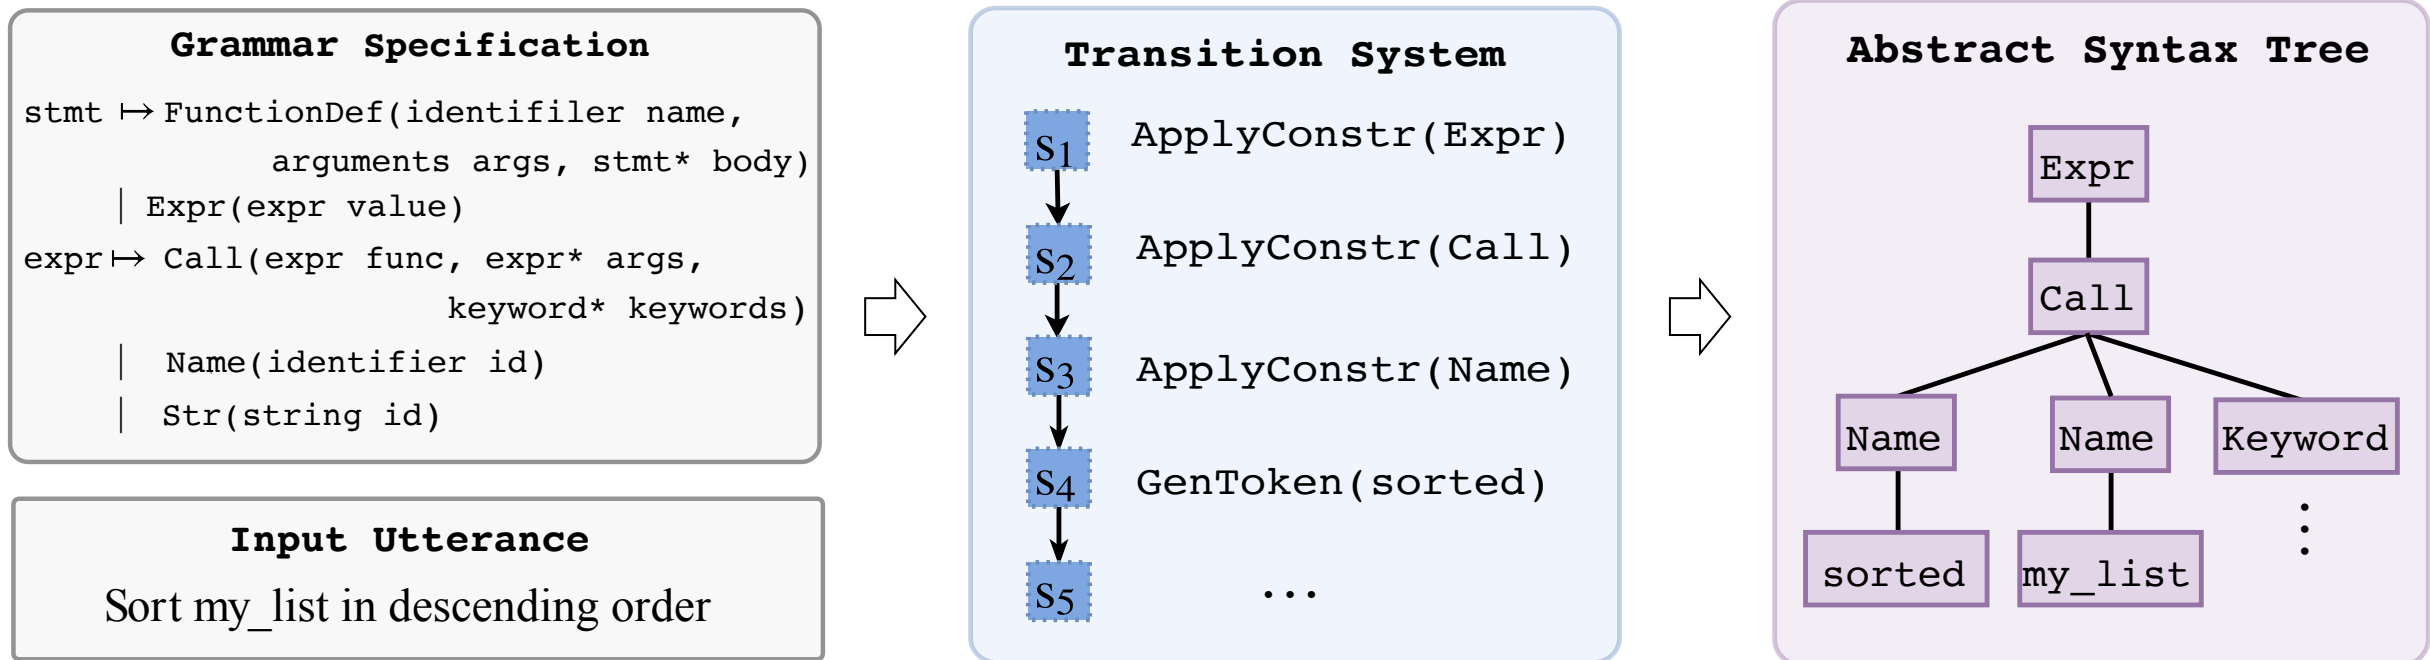 Grammar Specification
stmt ↦ FunctionDef(identifiler name,
arguments args, stmt* body)
| Expr(expr value)
expr ↦ Call(expr func, expr* args,
keyword* keywords)
| Name(identifier id)
| Str(string id)
Input Utterance
Sort my_list in descending order
Transition System
s1 ApplyConstr(Expr)
s2 ApplyConstr(Call)
s3 ApplyConstr(Name)
s4 GenToken(sorted)
s5 ...
Abstract Syntax Tree
Expr
Call
Name Name Keyword
sorted my_list ⋮